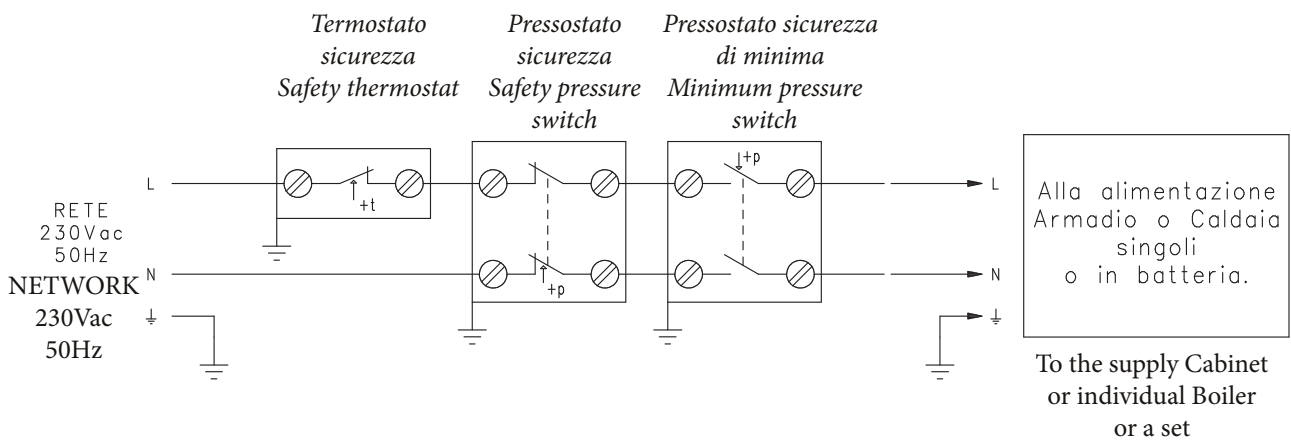 Termostato
sicurezza
Safety thermostat
Pressostato
sicurezza
Safety pressure
switch
Pressostato sicurezza
di minima
Minimum pressure
switch
+p
L
L
+t
RETE
230Vac
50Hz
N
N
+p
NETWORK
230Vac
50Hz
Alla alimentazione
Armadio o Caldaia
singoli
o in batteria.
To the supply Cabinet
or individual Boiler
or a set